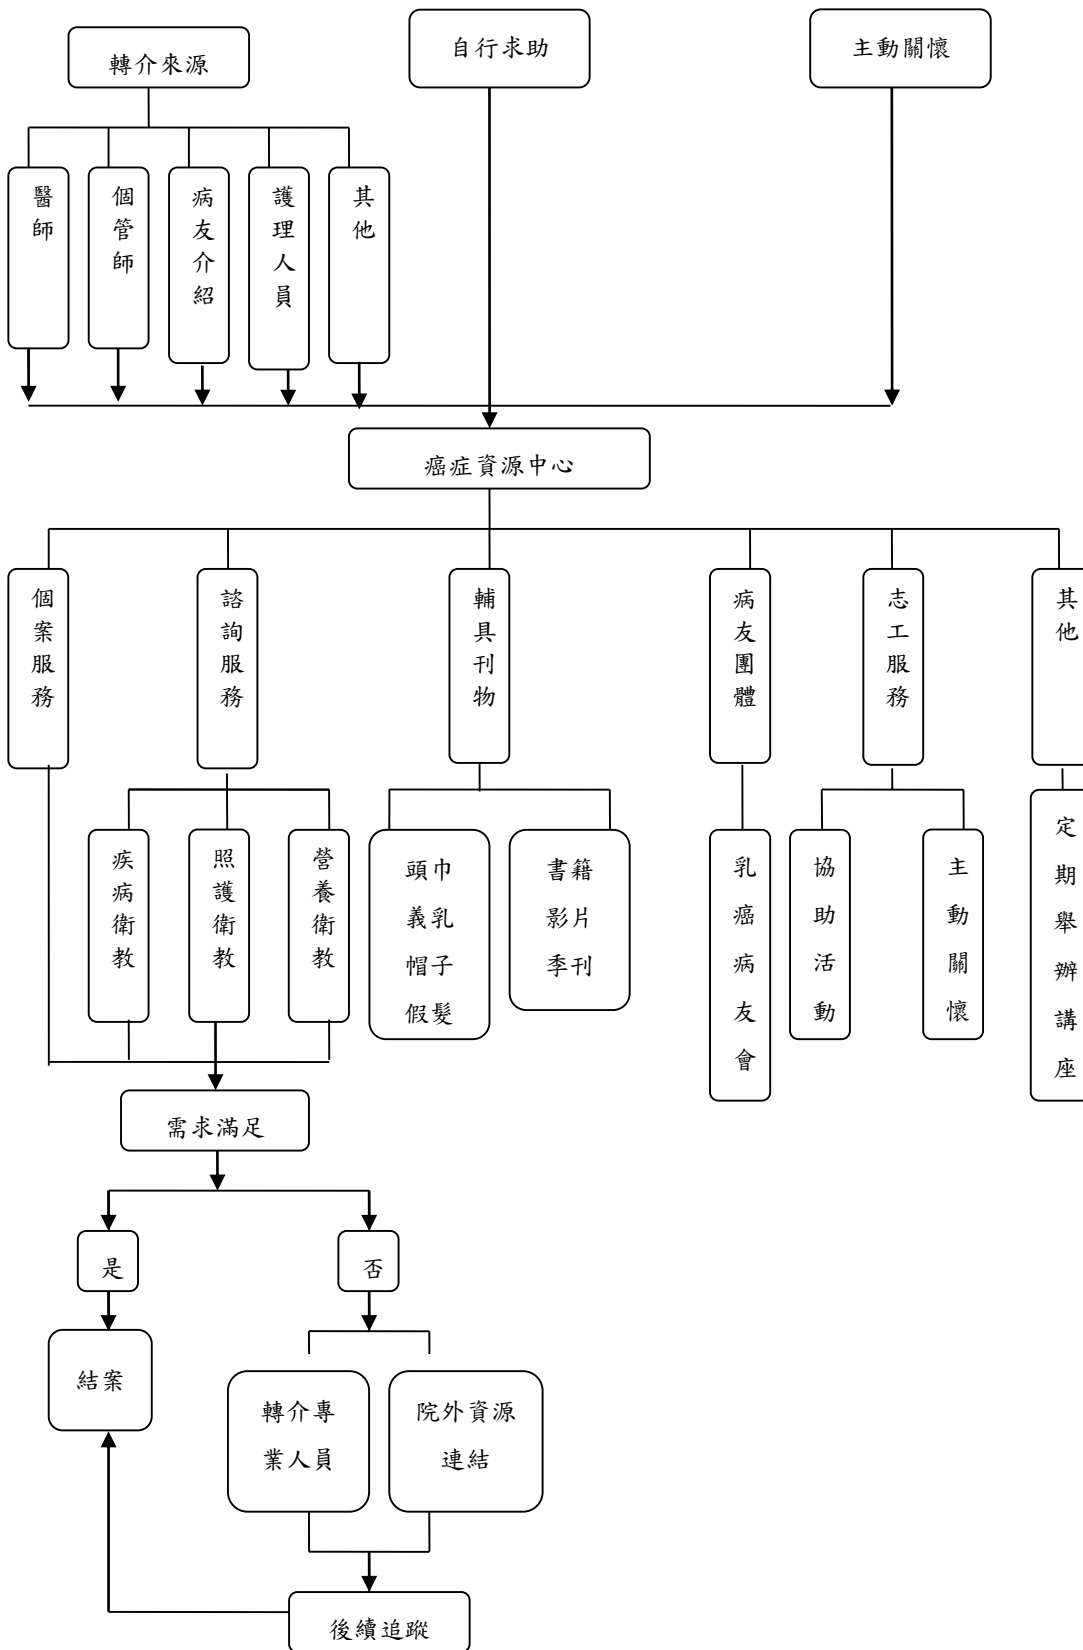 轉介來源
自行求助
主動關懷
醫師
個管師
病友介紹
護理人員
其他
癌症資源中心
個案服務
諮詢服務
輔具刊物
病友團體
志工服務
其他
疾病衛教
照護衛教
營養衛教
頭巾
義乳
帽子
假髮
書籍
影片
季刊
乳癌病友會
協助活動
主動關懷
定期舉辦講座
需求滿足
是
否
結案
轉介專
業人員
院外資源
連結
後續追蹤